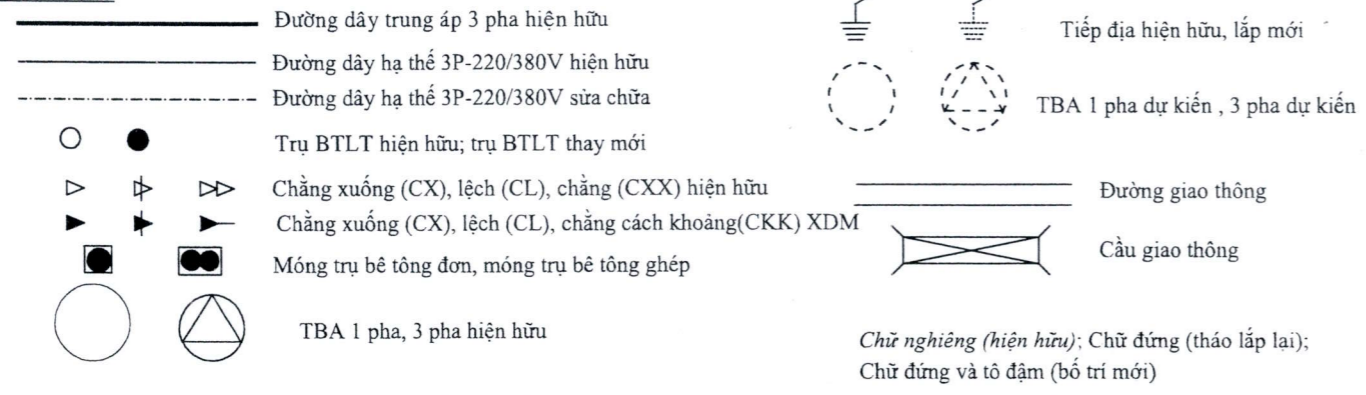 Đường dây trung áp 3 pha hiện hữu
Đường dây hạ thế 3P-220/380V hiện hữu
Đường dây hạ thế 3P-220/380V sửa chữa
Trụ BTLT hiện hữu; trụ BTLT thay mới
Chằng xuống (CX), lệch (CL), chằng (CXX) hiện hữu
Chằng xuống (CX), lệch (CL), chằng cách khoảng(CKK) XDM
Móng trụ bê tông đơn, móng trụ bê tông ghép
TBA 1 pha, 3 pha hiện hữu
Tiếp địa hiện hữu, lắp mới
TBA 1 pha dự kiến , 3 pha dự kiến
Đường giao thông
Cầu giao thông
Chữ nghiêng (hiện hữu); Chữ đứng (tháo lắp lại);
Chữ đứng và tô đậm (bố trí mới)